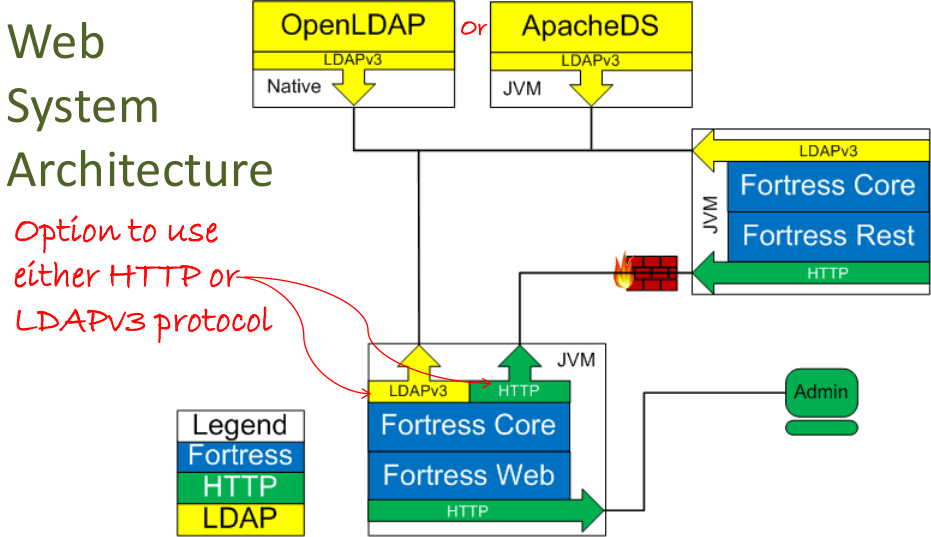 Web
System
Architecture
OpenLDAP
LDAPv3
Native
Or
ApacheDS
LDAPv3
JVM
LDAPv3
Fortress Core
Fortress Rest
HTTP
JVM
Option to use
either HTTP or
LDAPv3 protocol
JVM
LDAPv3
HTTP
Fortress Core
Fortress Web
HTTP
Admin
Legend
Fortress
HTTP
LDAP